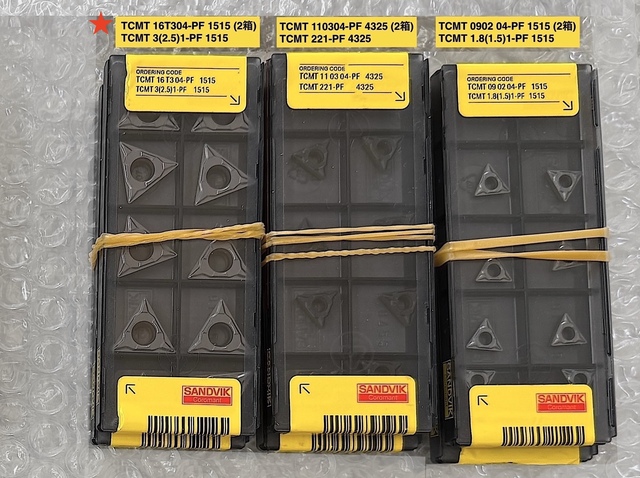 TCMT 16T304-PF 1515 (2箱)
TCMT 3(2.5)1-PF 1515
TCMT 110304-PF 4325 (2箱)
TCMT 221-PF 4325
TCMT 0902 04-PF 1515 (2箱)
TCMT 1.8(1.5)1-PF 1515
ORDERING CODE
TCMT 16 T3 04-PF 1515
TCMT 3(2.5)1-PF 1515
ORDERING CODE
TCMT 11 03 04-PF 4325
TCMT 221-PF 4325
ORDERING CODE
TCMT 09 02 04-PF 1515
TCMT 1.8(1.5)1-PF 1515
SANDVIK
Coromant
SANDVIK
Coromant
SANDVIK
Coromant